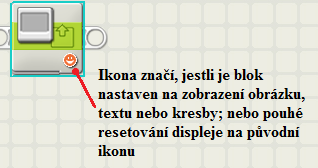 Ikona značí, jestli je blok
nastaven na zobrazení obrázku,
textu nebo kresby; nebo pouhé
resetování displeje na původní
ikonu